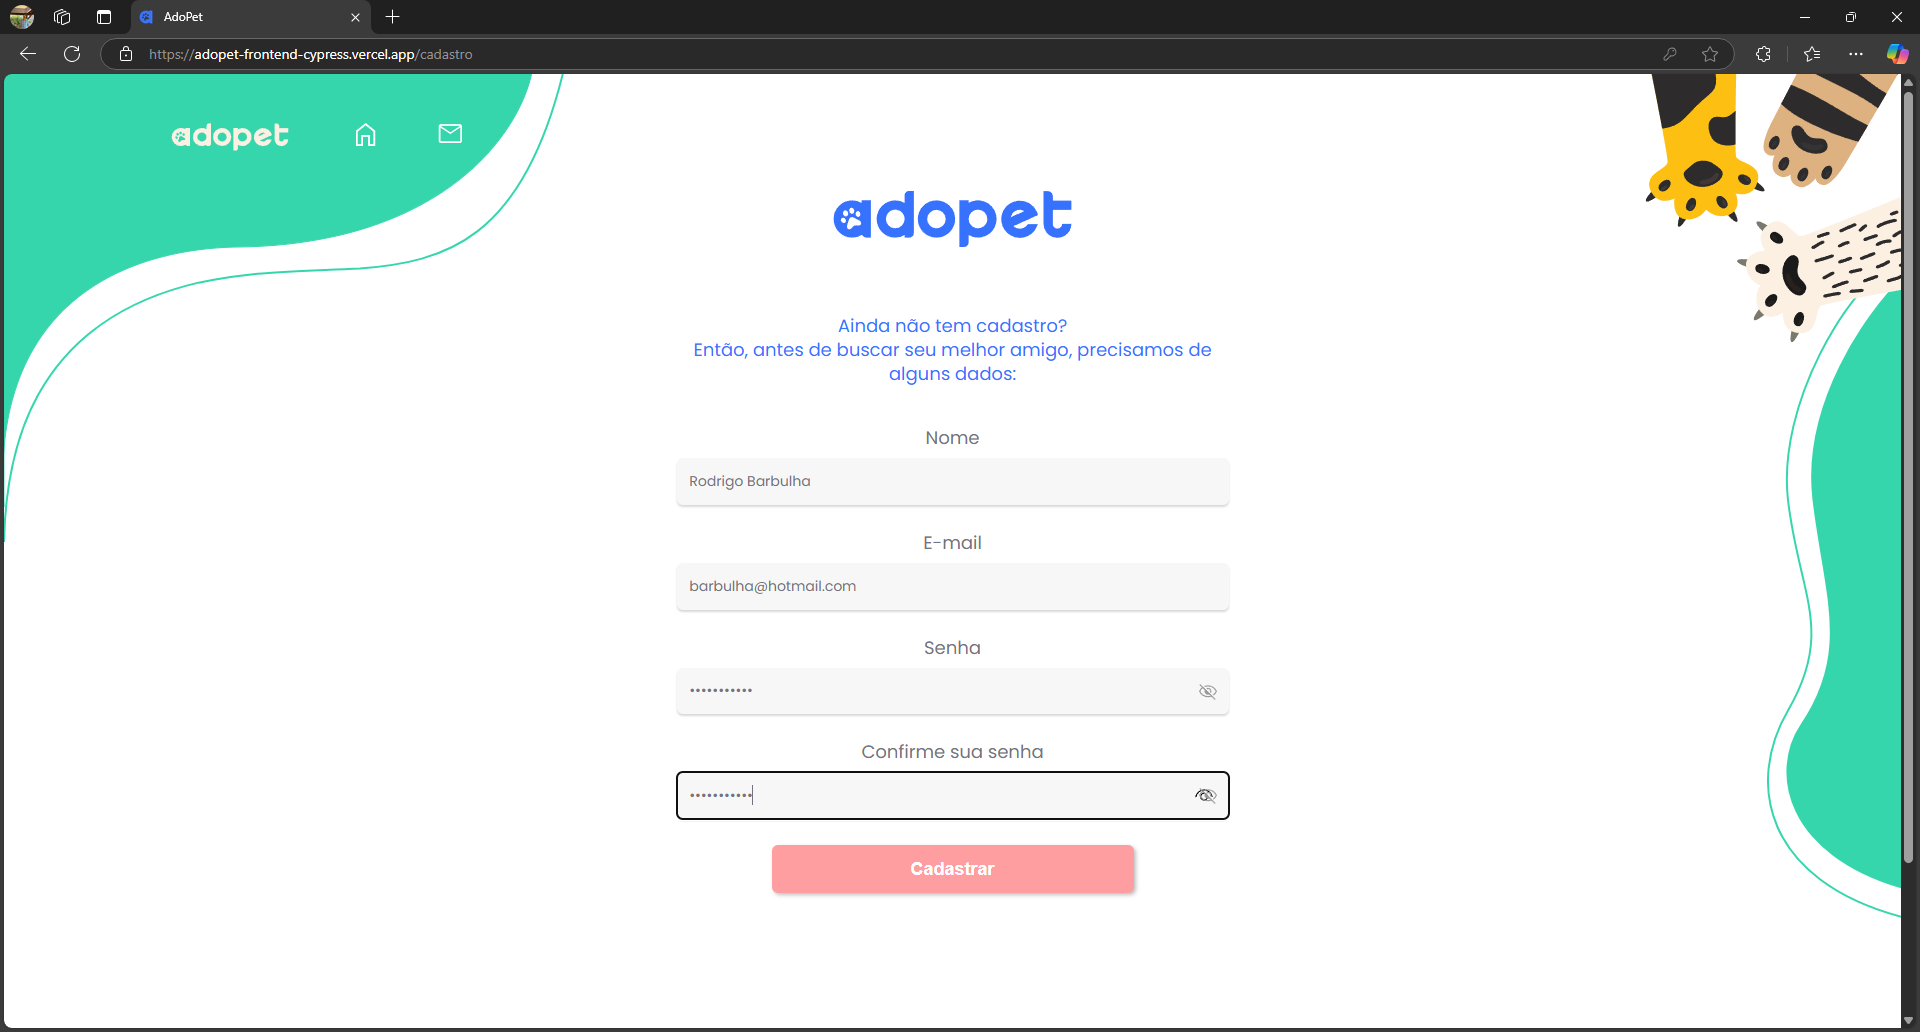 AdoPet
https://adopet-frontend-cypress.vercel.app/cadastro
adopet
adopet
Ainda não tem cadastro?
Então, antes de buscar seu melhor amigo, precisamos de
alguns dados:
Nome
Rodrigo Barbulha
E-mail
barbulha@hotmail.com
Senha
•••••••••••
Confirme sua senha
•••••••••••
Cadastrar